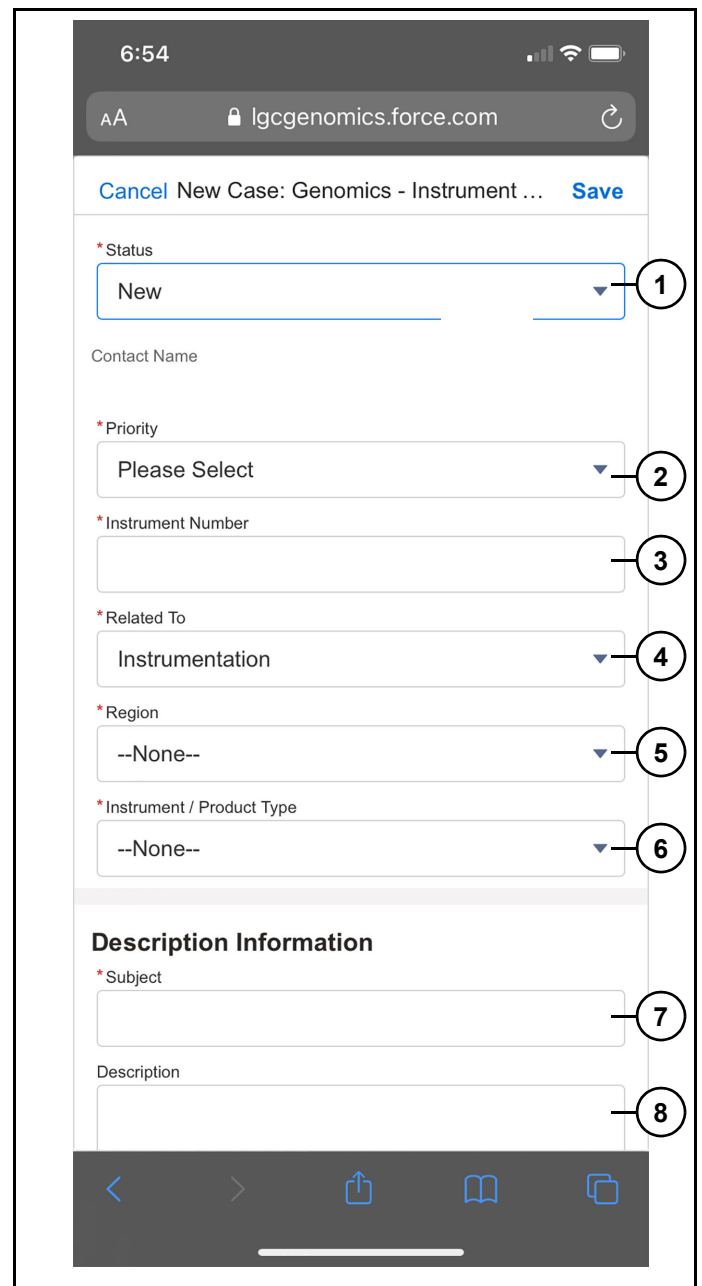 6:54
AA lgcgenomics.force.com
Cancel New Case: Genomics - Instrument ... Save
*Status
New
1
Contact Name
*Priority
Please Select
2
*Instrument Number
3
*Related To
Instrumentation
4
*Region
--None--
5
*Instrument / Product Type
--None--
6
Description Information
*Subject
7
Description
8